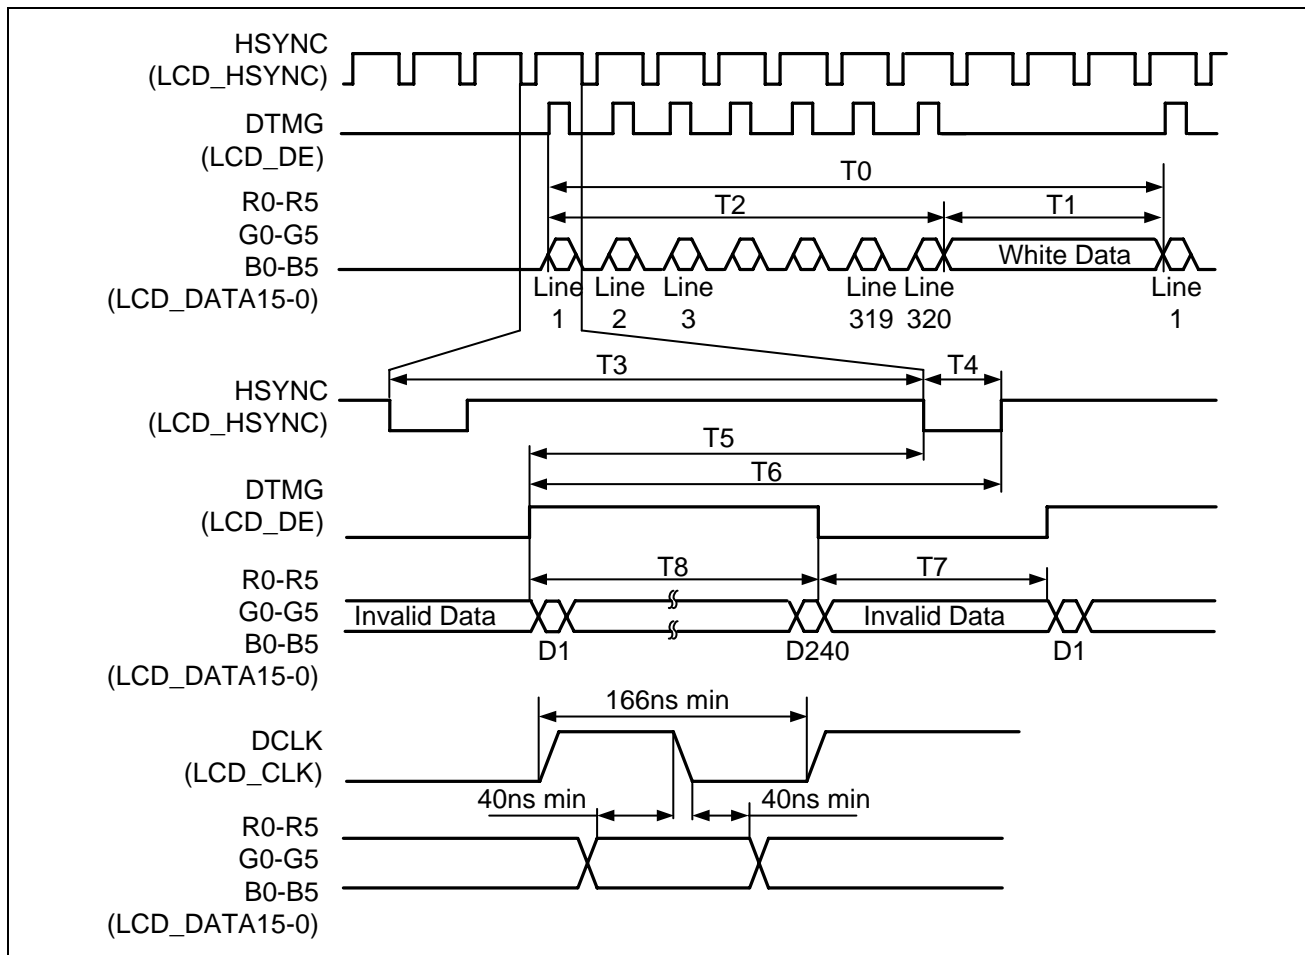 HSYNC
(LCD_HSYNC)
DTMG
(LCD_DE)
T0
R0-R5
T2
T1
G0-G5
White Data
B0-B5
(LCD_DATA15-0)
Line Line Line Line Line Line
1 2 3 319 320 1
T3
T4
HSYNC
(LCD_HSYNC)
T5
T6
DTMG
(LCD_DE)
T8
T7
R0-R5
G0-G5
Invalid Data
Invalid Data
B0-B5
D1
D240
D1
(LCD_DATA15-0)
166ns min
DCLK
(LCD_CLK)
40ns min
40ns min
R0-R5
G0-G5
B0-B5
(LCD_DATA15-0)